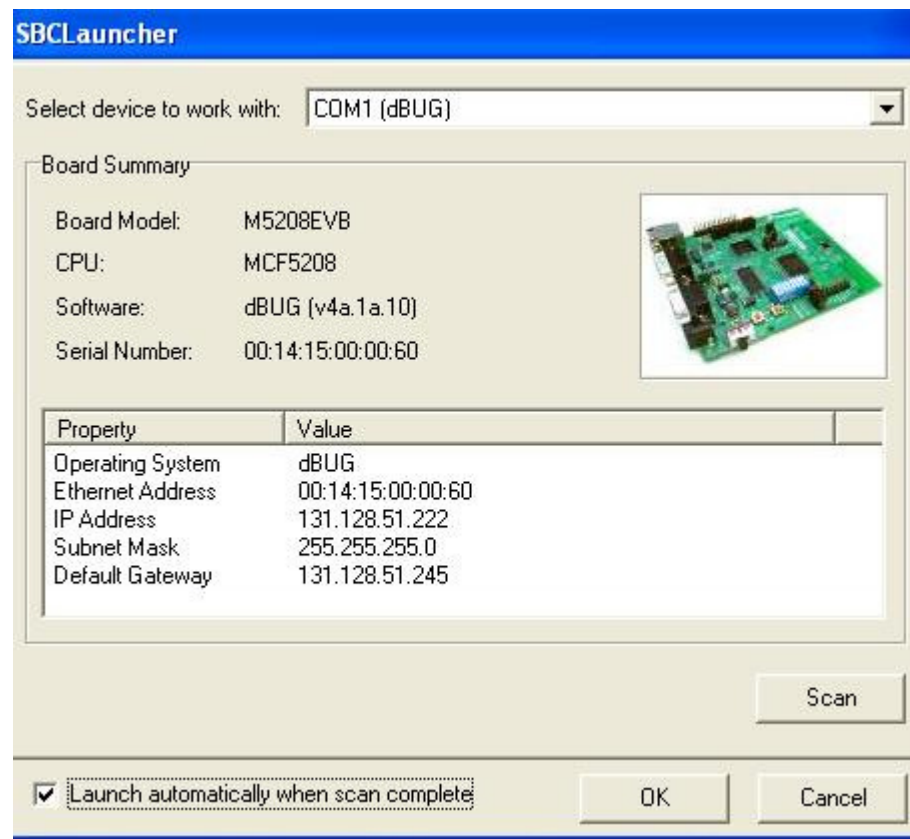 SBCLauncher
Select device to work with: COM1 (dBUG)
Board Summary
Board Model: M5208EVB
CPU: MCF5208
Software: dBUG (v4a.1a.10)
Serial Number: 00:14:15:00:00:60
Property Value
Operating System dBUG
Ethernet Address 00:14:15:00:00:60
IP Address 131.128.51.222
Subnet Mask 255.255.255.0
Default Gateway 131.128.51.245
Scan
Launch automatically when scan complete OK Cancel